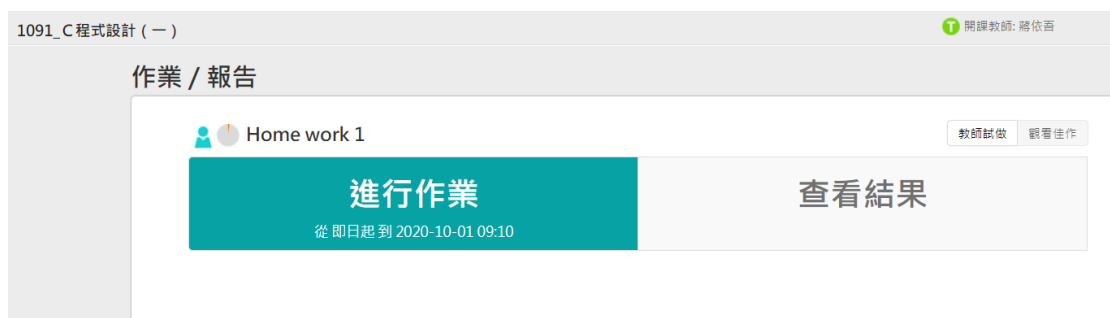 1091_C程式設計 ( 一 )
T 開課教師: 蔣依吾
作業 / 報告
Home work 1
教師試做 觀看佳作
進行作業
從 即日起 到 2020-10-01 09:10
查看結果